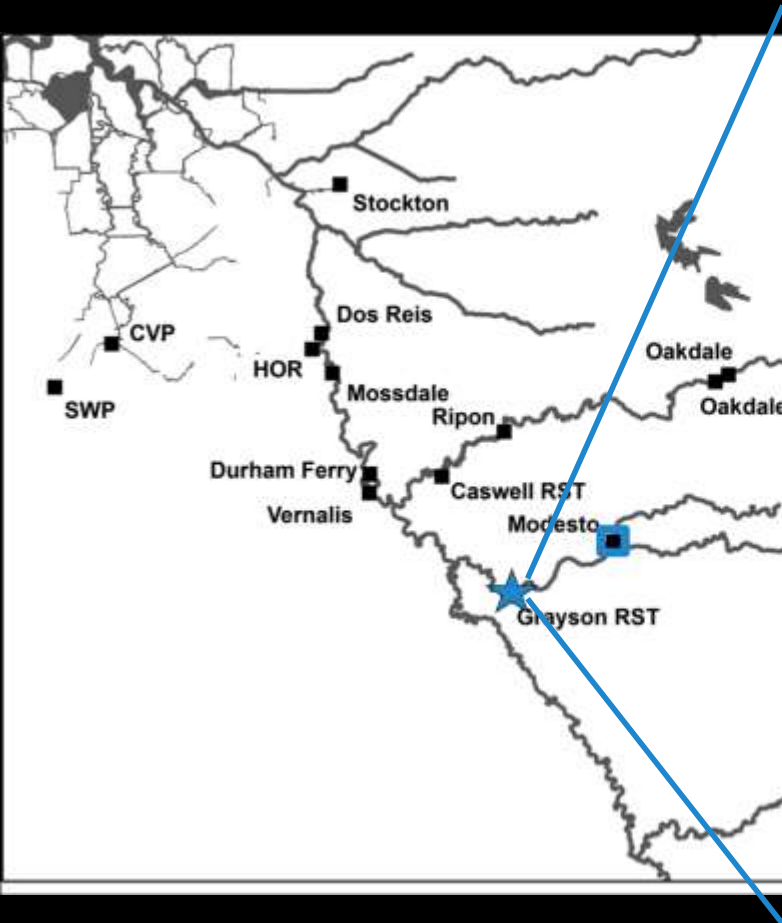 Stockton
Dos Reis
CVP
HOR
Oakdale
SWP
Mossdale
Oakdale
Ripon
Durham Ferry
Caswell RST
Vernalis
Modesto
Grayson RST